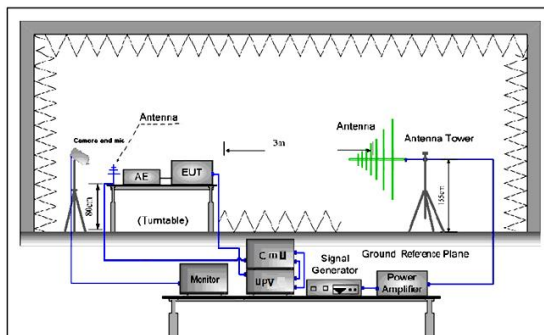 Antenna
Camera and mic
3m
Antenna
Antenna Tower
AE
EUT
80cm
155cm
(Turntable)
Ground Reference Plane
CmU
UPV
Signal
Generator
Monitor
Power
Amplifier